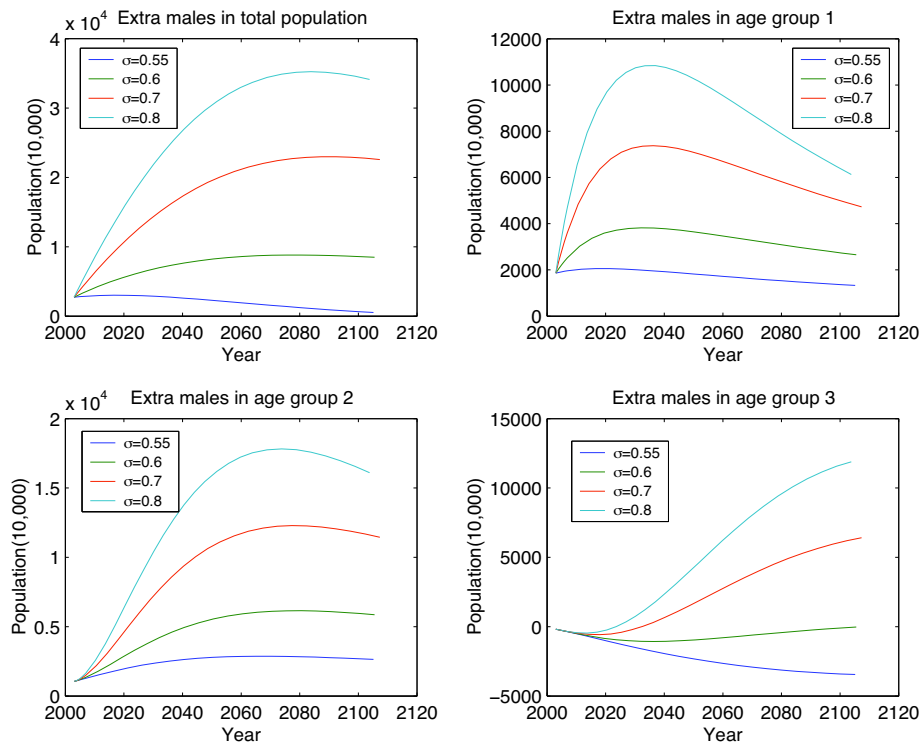 Extra males in total population
x 10^4
4
3
2
1
0
Population(10,000)
σ=0.55
σ=0.6
σ=0.7
σ=0.8
2000 2020 2040 2060 2080 2100 2120
Year
Extra males in age group 1
12000
10000
8000
6000
4000
2000
0
Population(10,000)
σ=0.55
σ=0.6
σ=0.7
σ=0.8
2000 2020 2040 2060 2080 2100 2120
Year
Extra males in age group 2
x 10^4
2
1.5
1
0.5
0
Population(10,000)
σ=0.55
σ=0.6
σ=0.7
σ=0.8
2000 2020 2040 2060 2080 2100 2120
Year
Extra males in age group 3
15000
10000
5000
0
−5000
Population(10,000)
σ=0.55
σ=0.6
σ=0.7
σ=0.8
2000 2020 2040 2060 2080 2100 2120
Year